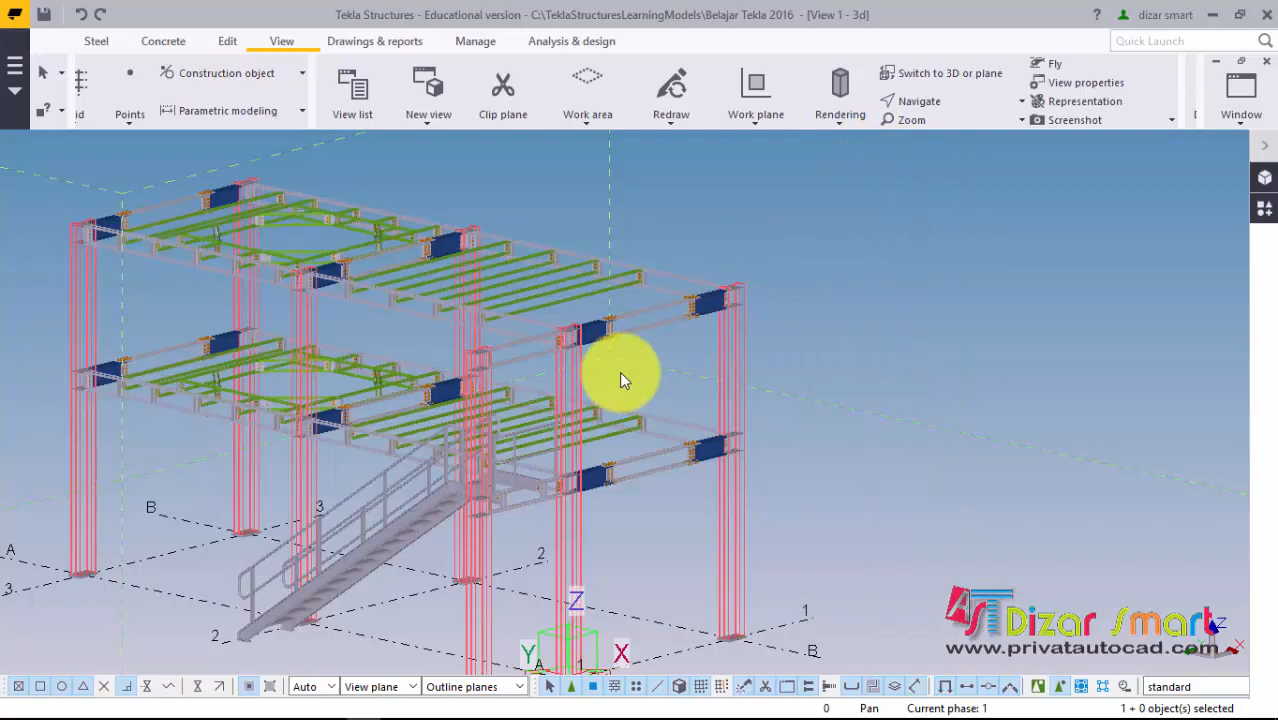 Tekla Structures - Educational version - C:\TeklaStructuresLearningModels\Belajar Tekla 2016 - [View 1 - 3d]
? dizar smart
Steel Concrete Edit View Drawings & reports Manage Analysis & design Quick Launch
id
Points
Construction object
Parametric modeling
View list
New view
Clip plane
Work area
Redraw
Work plane
Rendering
Switch to 3D or plane
Navigate
Zoom
Fly
View properties
Representation
Screenshot
Window
B
3
A
3
2
2
1
B
Z
Y
X
A
1
AST Dizar Smart
www.privatautocad.com
Z
Auto View plane Outline planes standard
0 Pan Current phase: 1 1 + 0 object(s) selected